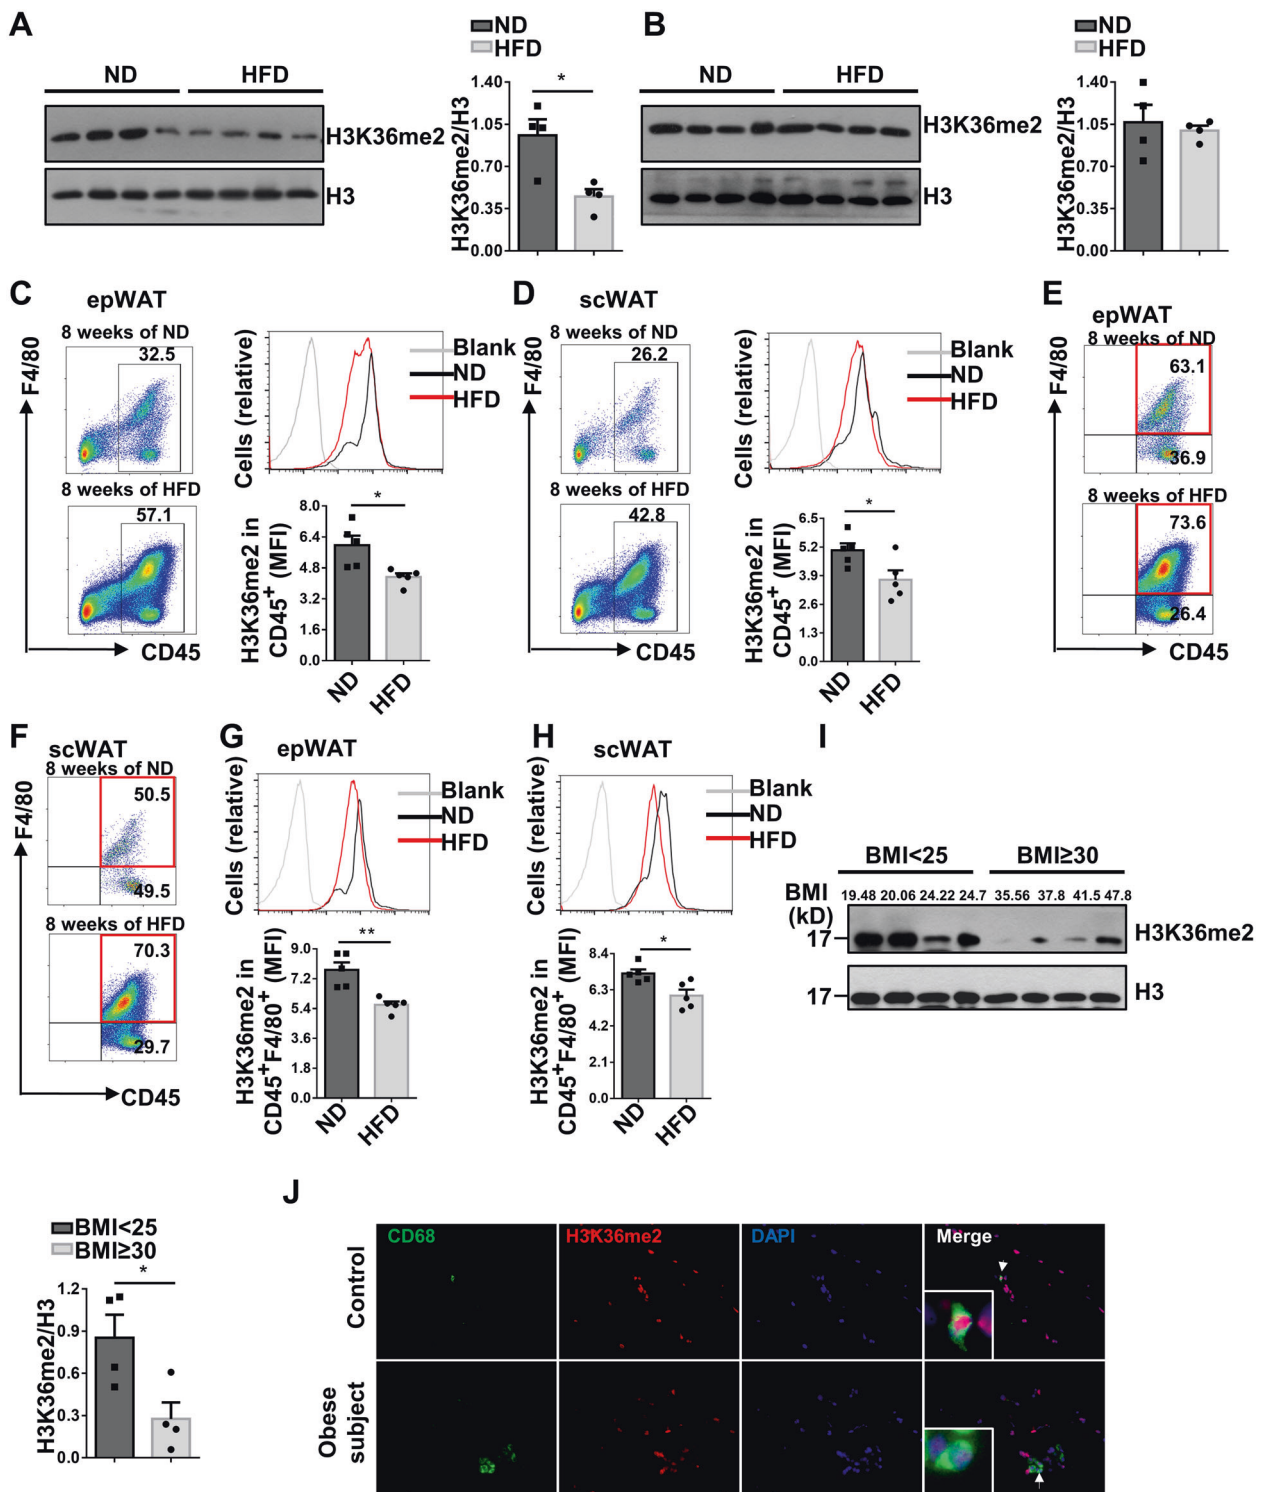 A
ND HFD
H3K36me2
H3
ND
HFD
*
H3K36me2/H3
1.40
1.05
0.70
0.35
0.00
B
ND HFD
H3K36me2
H3
ND
HFD
H3K36me2/H3
1.40
1.05
0.70
0.35
0.00
C
epWAT
8 weeks of ND
32.5
8 weeks of HFD
57.1
F4/80
CD45
Cells (relative)
Blank
ND
HFD
*
H3K36me2 in
CD45+ (MFI)
8.0
6.4
4.8
3.2
1.6
0.0
ND HFD
D
scWAT
8 weeks of ND
26.2
8 weeks of HFD
42.8
F4/80
CD45
Cells (relative)
Blank
ND
HFD
*
H3K36me2 in
CD45+ (MFI)
6.5
5.2
3.9
2.6
1.3
0.0
ND HFD
E
epWAT
8 weeks of ND
63.1
36.9
8 weeks of HFD
73.6
26.4
F4/80
CD45
F
scWAT
8 weeks of ND
50.5
49.5
8 weeks of HFD
70.3
29.7
F4/80
CD45
G
epWAT
Cells (relative)
Blank
ND
HFD
**
H3K36me2 in
CD45+F4/80+ (MFI)
9.0
7.2
5.4
3.6
1.8
0.0
ND HFD
H
scWAT
Cells (relative)
Blank
ND
HFD
*
H3K36me2 in
CD45+F4/80+ (MFI)
8.4
6.3
4.2
2.1
0.0
ND HFD
I
BMI<25 BMI≥30
BMI 19.48 20.06 24.22 24.7 35.56 37.8 41.5 47.8
(kD)
17
H3K36me2
17
H3
BMI<25
BMI≥30
*
H3K36me2/H3
1.2
0.9
0.6
0.3
0.0
J
CD68 H3K36me2 DAPI Merge
Control
Obese
subject